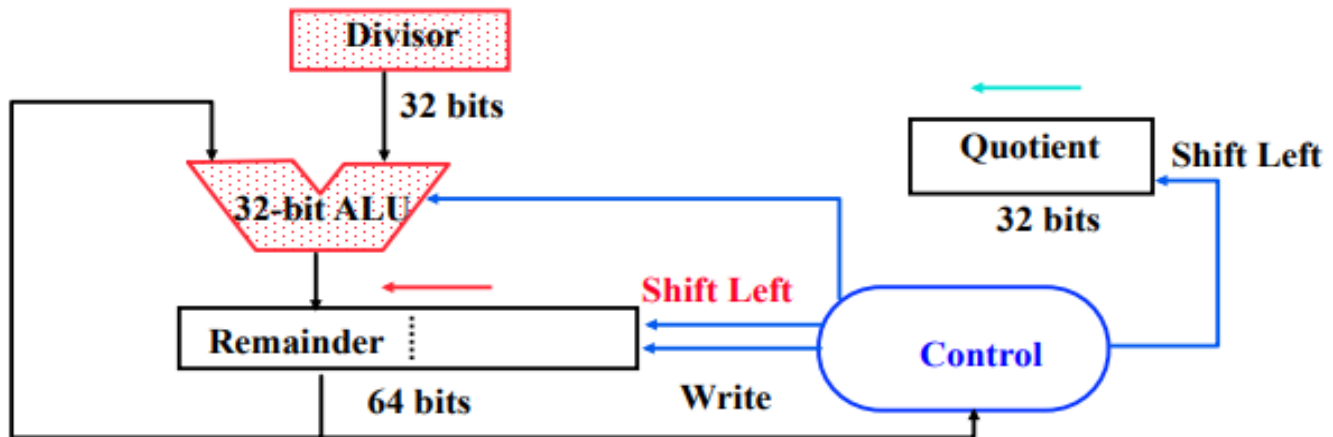 Divisor
32 bits
Quotient
Shift Left
32-bit ALU
32 bits
Shift Left
Remainder
Control
64 bits
Write